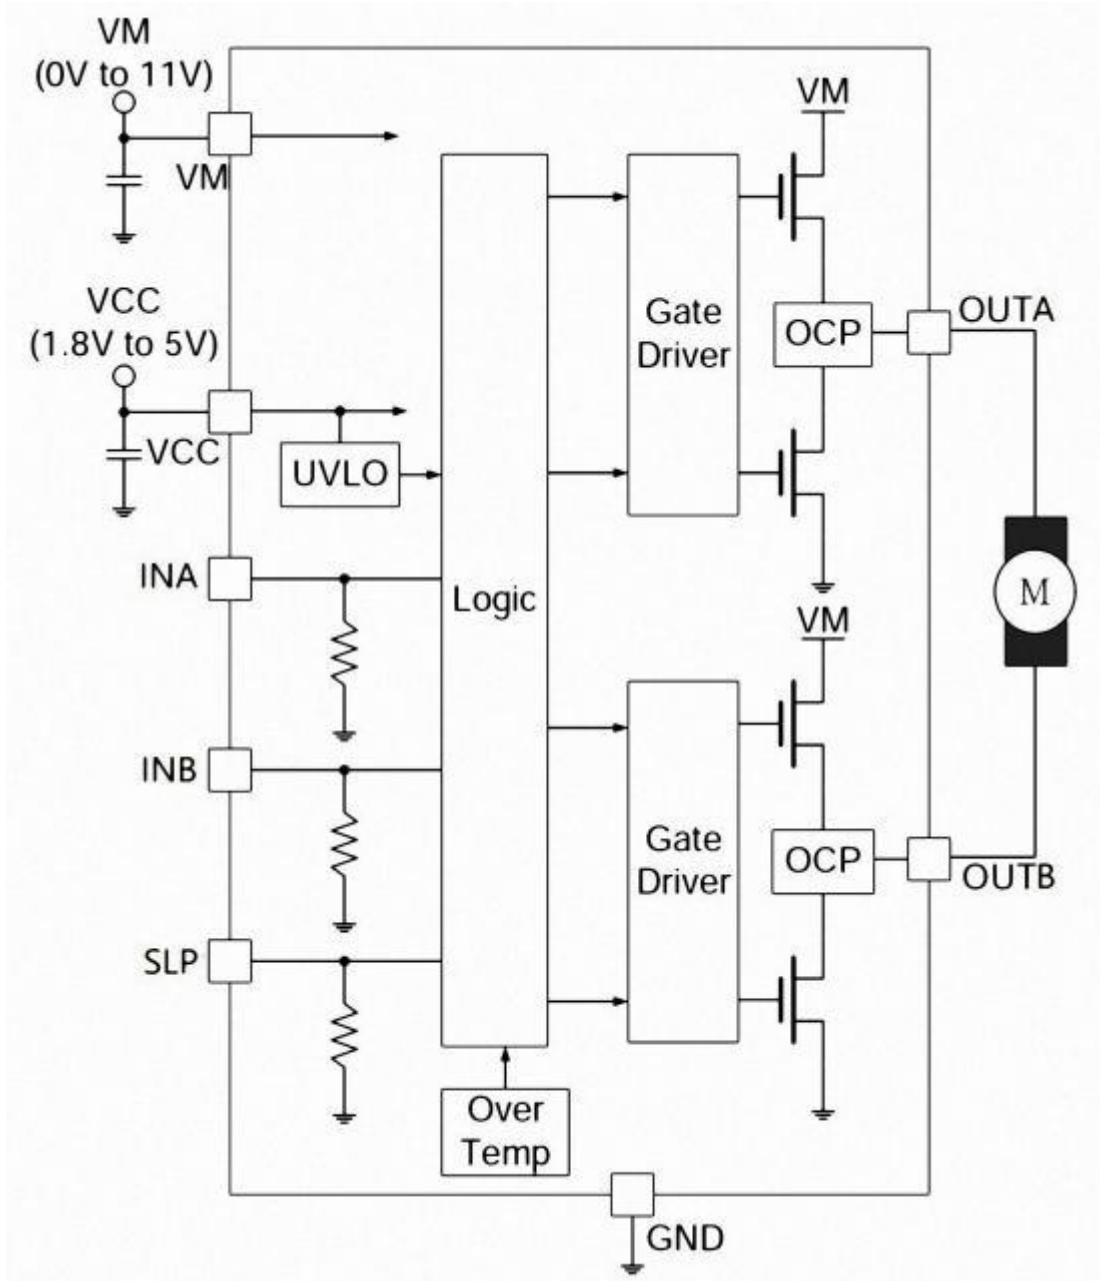 VM
(0V to 11V)
VM
VM
VCC
(1.8V to 5V)
VCC
UVLO
INA
INB
SLP
Logic
Over
Temp
Gate
Driver
OCP
OUTA
M
VM
Gate
Driver
OCP
OUTB
GND